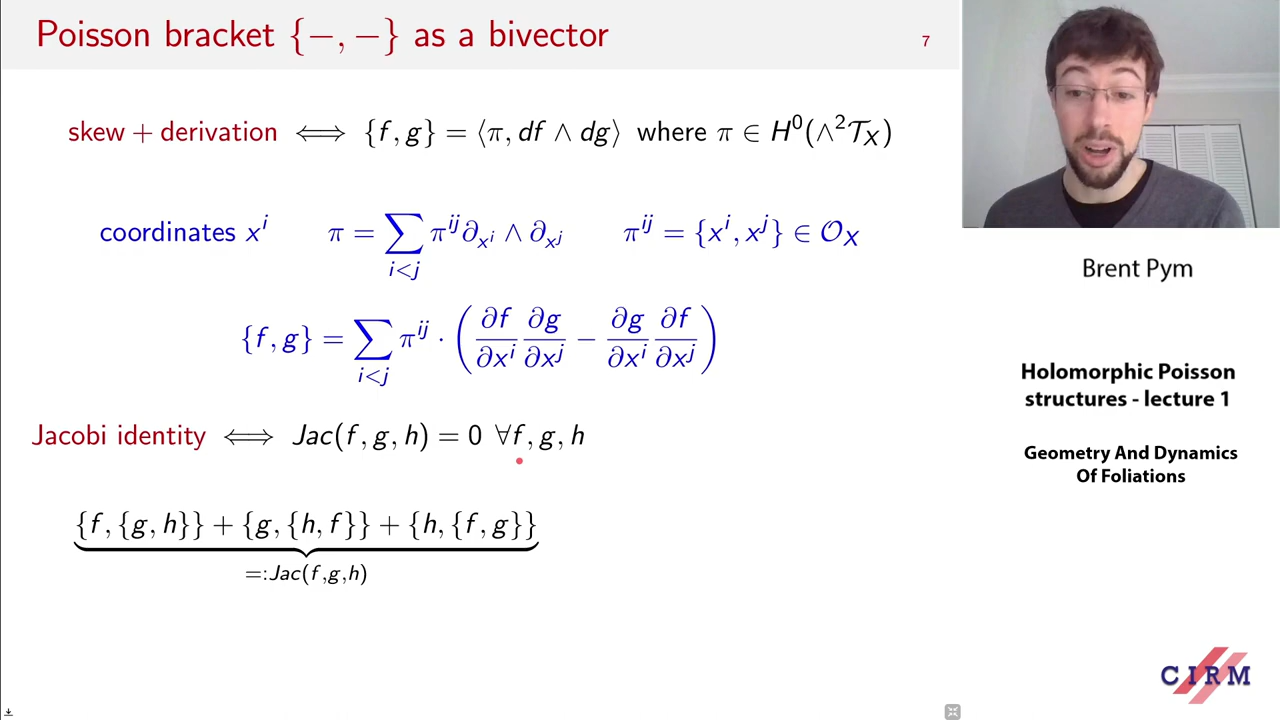 Poisson bracket {−, −} as a bivector
7
skew + derivation ⟺ {f, g} = ⟨π, df ∧ dg⟩ where π ∈ H⁰(∧²𝒯_X)
coordinates xⁱ π = ∑_{i<j} π^{ij} ∂_{xⁱ} ∧ ∂_{xʲ} π^{ij} = {xⁱ, xʲ} ∈ 𝒪_X
{f, g} = ∑_{i<j} π^{ij} · (∂f/∂xⁱ ∂g/∂xʲ − ∂g/∂xⁱ ∂f/∂xʲ)
Jacobi identity ⟺ Jac(f, g, h) = 0 ∀f, g, h
{f, {g, h}} + {g, {h, f}} + {h, {f, g}}
=:Jac(f,g,h)
Brent Pym
Holomorphic Poisson
structures - lecture 1
Geometry And Dynamics
Of Foliations
CIRM